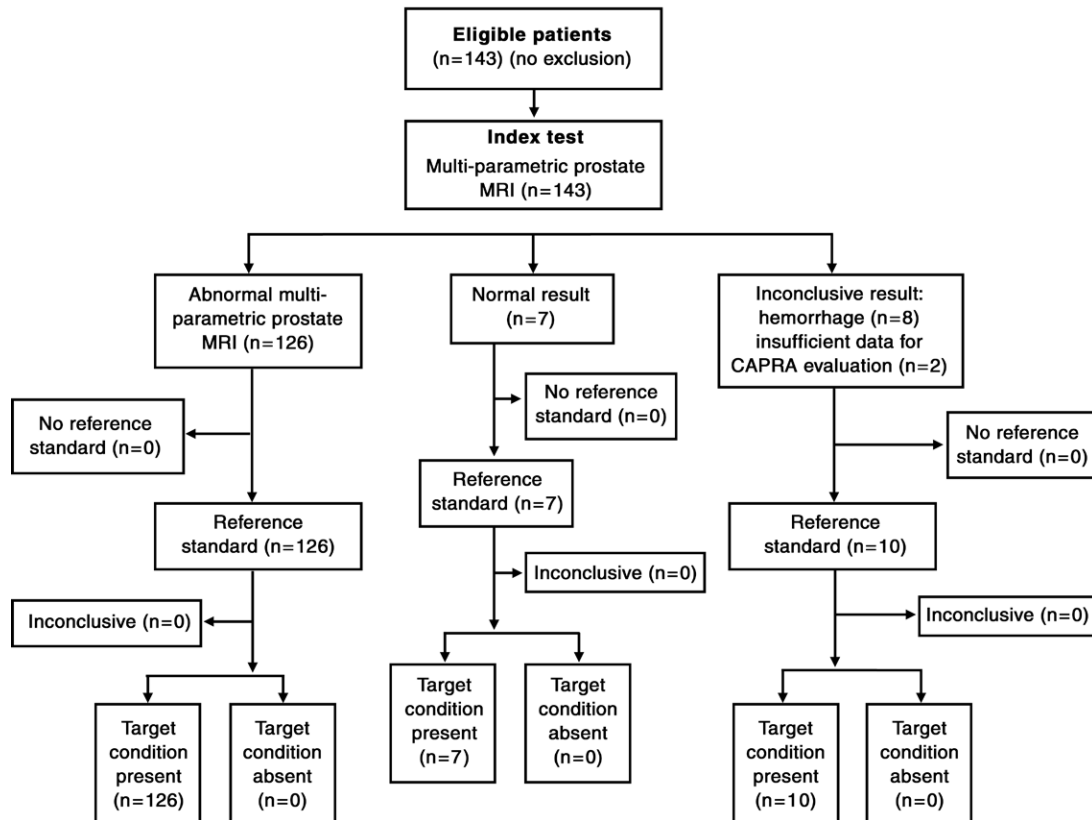 Eligible patients
(n=143) (no exclusion)
Index test
Multi-parametric prostate
MRI (n=143)
Abnormal multi-
parametric prostate
MRI (n=126)
Normal result
(n=7)
Inconclusive result:
hemorrhage (n=8)
insufficient data for
CAPRA evaluation (n=2)
No reference
standard (n=0)
No reference
standard (n=0)
No reference
standard (n=0)
Reference
standard (n=126)
Reference
standard (n=7)
Reference
standard (n=10)
Inconclusive (n=0)
Inconclusive (n=0)
Inconclusive (n=0)
Target
condition
present
(n=126)
Target
condition
absent
(n=0)
Target
condition
present
(n=7)
Target
condition
absent
(n=0)
Target
condition
present
(n=10)
Target
condition
absent
(n=0)